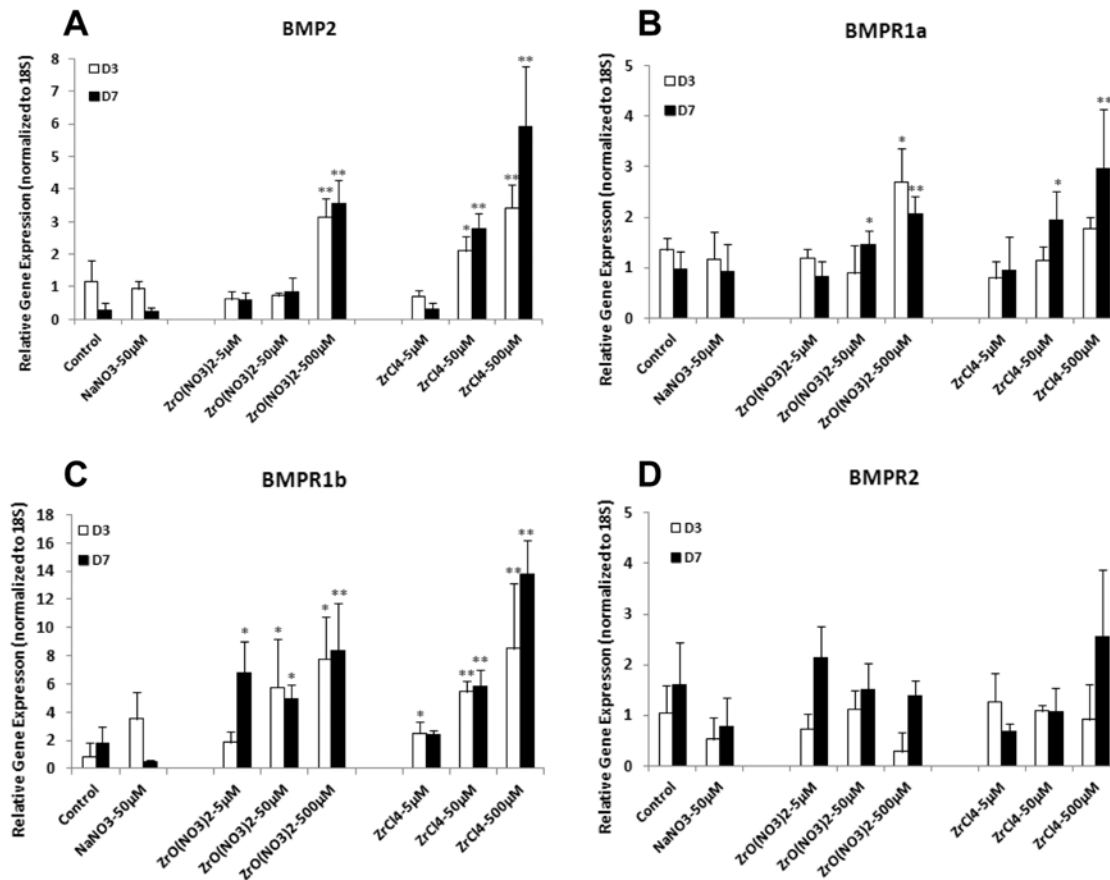 A
BMP2
Relative Gene Expression (normalized to 18S)
8
7
6
5
4
3
2
1
0
D3
D7
** ** * ** ** **
Control
NaNO3-50µM
ZrO(NO3)2-5µM
ZrO(NO3)2-50µM
ZrO(NO3)2-500µM
ZrCl4-5µM
ZrCl4-50µM
ZrCl4-500µM
B
BMPR1a
Relative Gene Expresson (normalized to 18S)
5
4
3
2
1
0
D3
D7
* * ** * **
Control
NaNO3-50µM
ZrO(NO3)2-5µM
ZrO(NO3)2-50µM
ZrO(NO3)2-500µM
ZrCl4-5µM
ZrCl4-50µM
ZrCl4-500µM
C
BMPR1b
Relative Gene Expresson (normalized to 18S)
18
16
14
12
10
8
6
4
2
0
D3
D7
* * * * ** * ** ** ** **
Control
NaNO3-50µM
ZrO(NO3)2-5µM
ZrO(NO3)2-50µM
ZrO(NO3)2-500µM
ZrCl4-5µM
ZrCl4-50µM
ZrCl4-500µM
D
BMPR2
Relative Gene Expresson (normalized to 18S)
5
4
3
2
1
0
D3
D7
Control
NaNO3-50µM
ZrO(NO3)2-5µM
ZrO(NO3)2-50µM
ZrO(NO3)2-500µM
ZrCl4-5µM
ZrCl4-50µM
ZrCl4-500µM